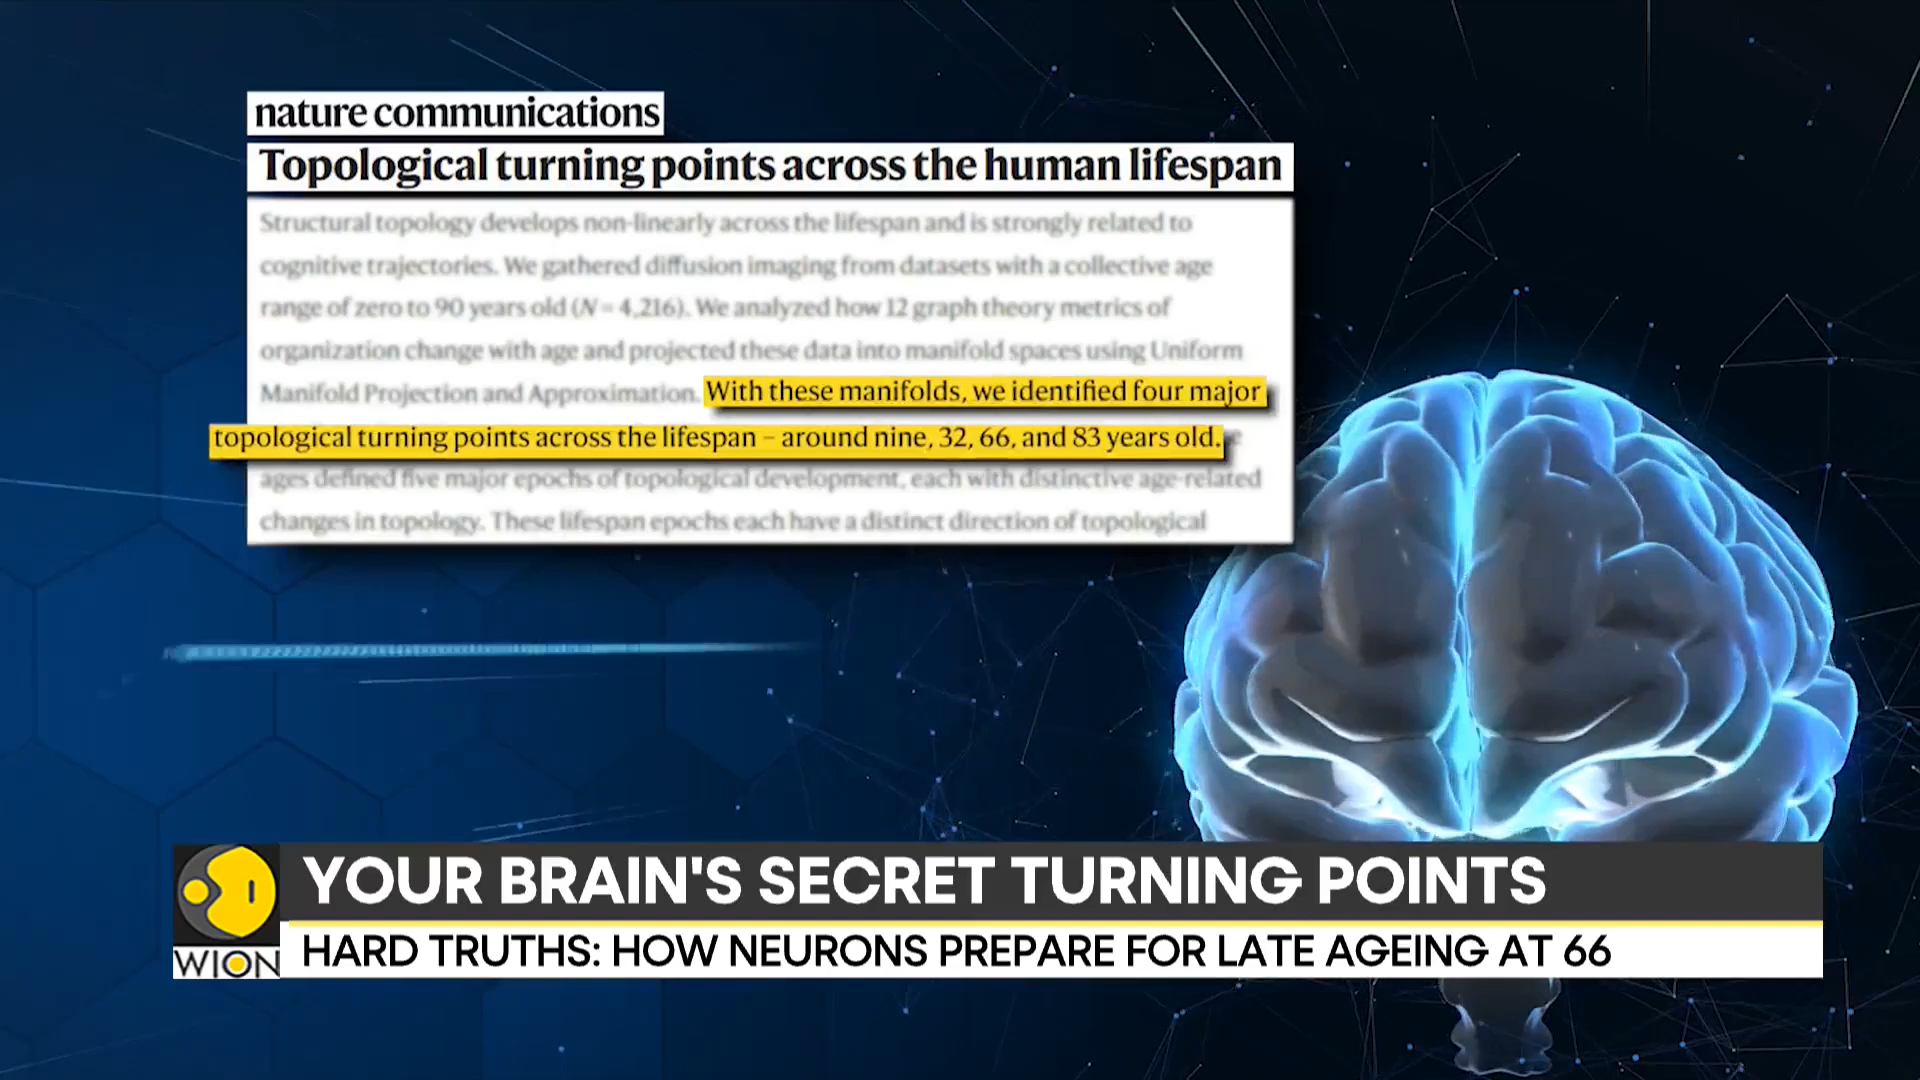 nature communications
Topological turning points across the human lifespan
Structural topology develops non-linearly across the lifespan and is strongly related to
cognitive trajectories. We gathered diffusion imaging from datasets with a collective age
range of zero to 90 years old (N = 4,216). We analyzed how 12 graph theory metrics of
organization change with age and projected these data into manifold spaces using Uniform
Manifold Projection and Approximation. With these manifolds, we identified four major
topological turning points across the lifespan – around nine, 32, 66, and 83 years old.
ages defined five major epochs of topological development, each with distinctive age-related
changes in topology. These lifespan epochs each have a distinct direction of topological
YOUR BRAIN'S SECRET TURNING POINTS
WION
HARD TRUTHS: HOW NEURONS PREPARE FOR LATE AGEING AT 66